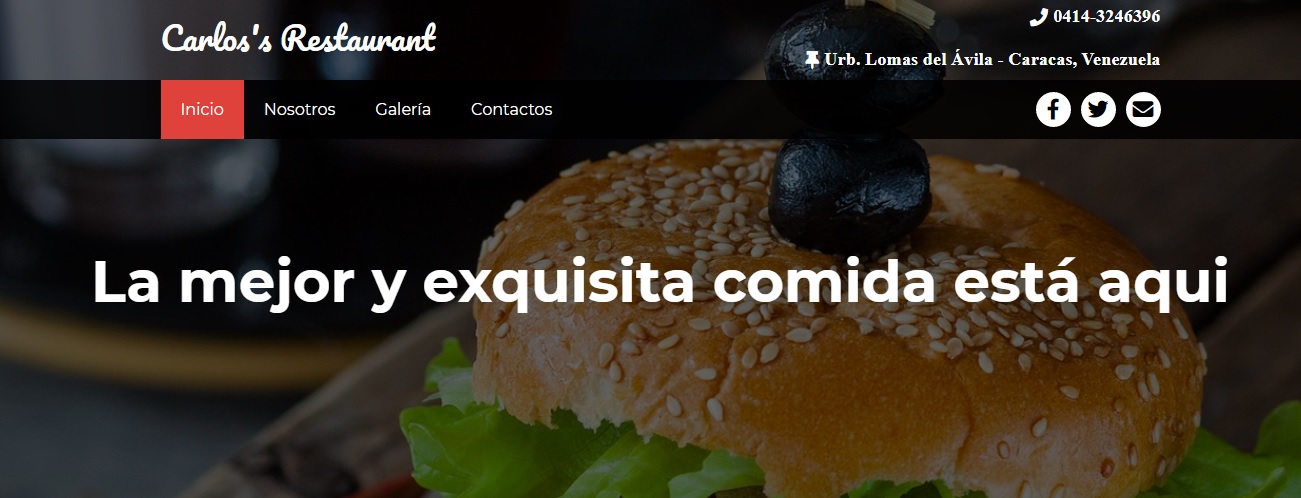 Carlos's Restaurant
0414-3246396
Urb. Lomas del Ávila - Caracas, Venezuela
Inicio Nosotros Galería Contactos
La mejor y exquisita comida está aqui